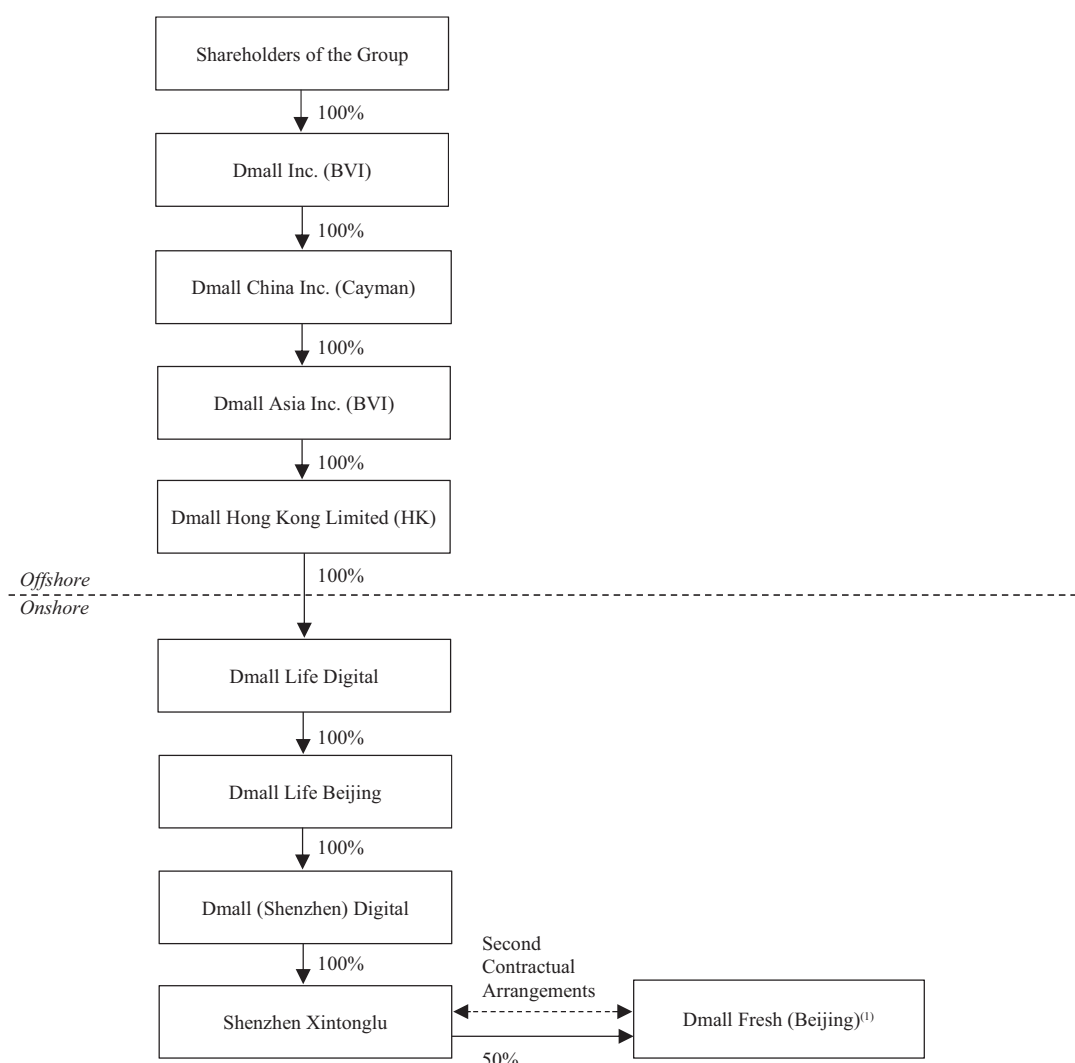 Shareholders of the Group
100%
Dmall Inc. (BVI)
100%
Dmall China Inc. (Cayman)
100%
Dmall Asia Inc. (BVI)
100%
Dmall Hong Kong Limited (HK)
100%
Offshore
Onshore
Dmall Life Digital
100%
Dmall Life Beijing
100%
Dmall (Shenzhen) Digital
100%
Second
Contractual
Arrangements
Shenzhen Xintonglu
Dmall Fresh (Beijing)(1)
50%